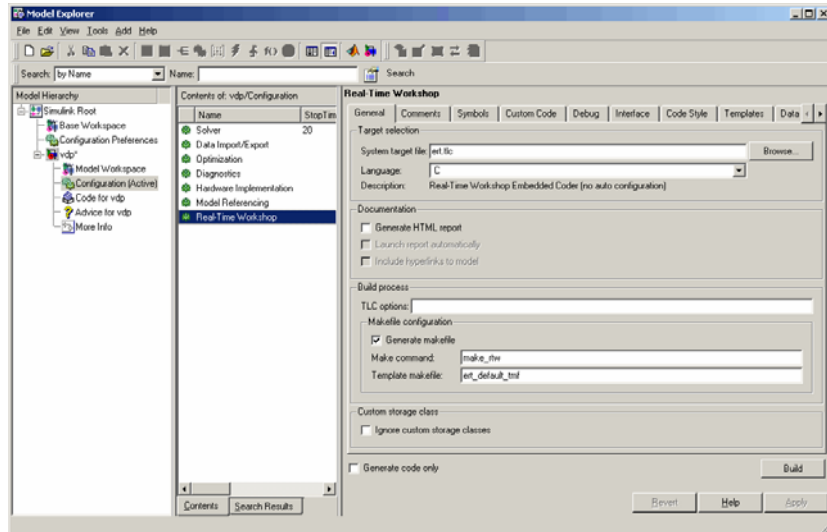 Model Explorer
File Edit View Tools Add Help
Search: by Name Name: Search
Model Hierarchy
Simulink Root
Base Workspace
Configuration Preferences
vdp*
Model Workspace
Configuration (Active)
Code for vdp
Advice for vdp
More Info
Contents of: vdp/Configuration
Name StopTim
Solver 20
Data Import/Export
Optimization
Diagnostics
Hardware Implementation
Model Referencing
Real-Time Workshop
Contents Search Results
Real-Time Workshop
General Comments Symbols Custom Code Debug Interface Code Style Templates Data
Target selection
System target file: ert.tlc Browse...
Language: C
Description: Real-Time Workshop Embedded Coder (no auto configuration)
Documentation
Generate HTML report
Launch report automatically
Include hyperlinks to model
Build process
TLC options:
Makefile configuration
Generate makefile
Make command: make_rtw
Template makefile: ert_default_tmf
Custom storage class
Ignore custom storage classes
Generate code only Build
Revert Help Apply